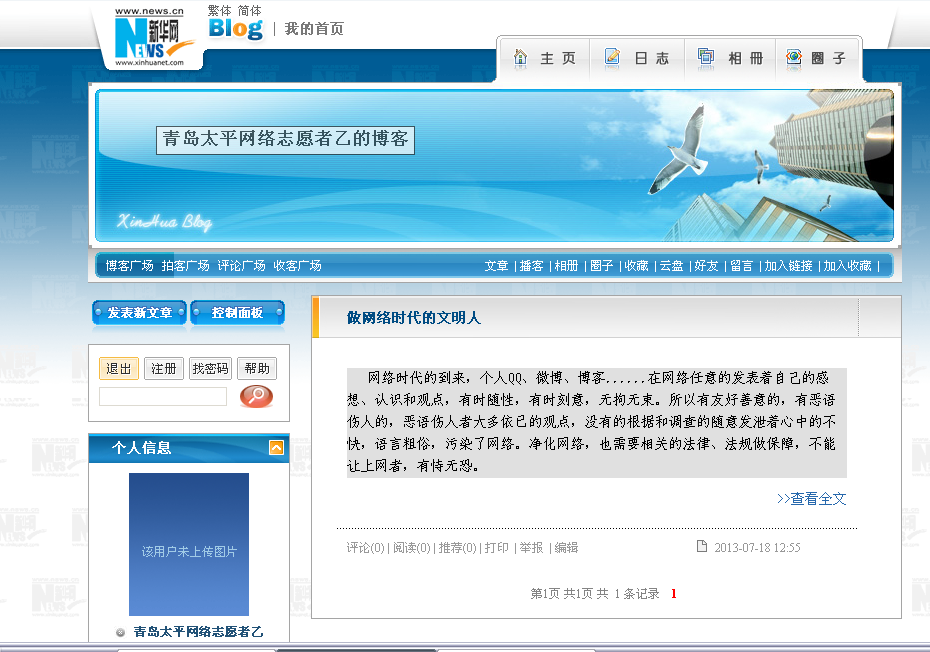 www.news.cn
繁体 简体
NEWS 新华网
Blog | 我的首页
www.xinhuanet.com
主 页
日 志
相 册
圈 子
青岛太平网络志愿者乙的博客
XinHua Blog
博客广场 拍客广场 评论广场 收客广场
文章 | 播客 | 相册 | 圈子 | 收藏 | 云盘 | 好友 | 留言 | 加入链接 | 加入收藏 |
发表新文章 控制面板
退出 注册 找密码 帮助
个人信息
该用户未上传图片
青岛太平网络志愿者乙
做网络时代的文明人
网络时代的到来，个人QQ、微博、博客......在网络任意的发表着自己的感
想、认识和观点，有时随性，有时刻意，无拘无束。所以有友好善意的，有恶语
伤人的，恶语伤人者大多依已的观点，没有的根据和调查的随意发泄着心中的不
快，语言粗俗，污染了网络。净化网络，也需要相关的法律、法规做保障，不能
让上网者，有恃无恐。
>>查看全文
评论(0) | 阅读(0) | 推荐(0) | 打印 | 举报 | 编辑
2013-07-18 12:55
第1页 共1页 共 1 条记录 1